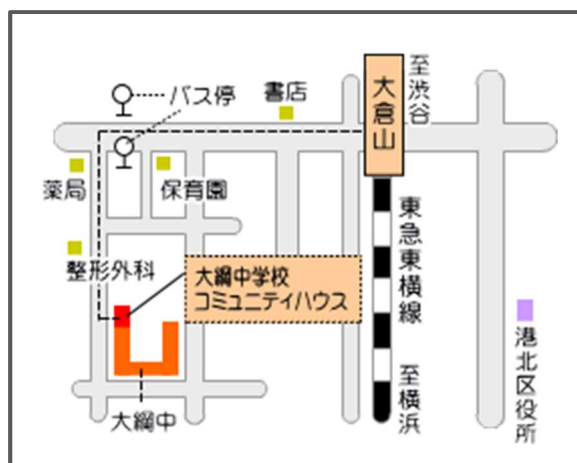 バス停
書店
大倉山
至渋谷
薬局
保育園
整形外科
大綱中学校
コミュニティハウス
東急東横線
至横浜
港北区役所
大綱中